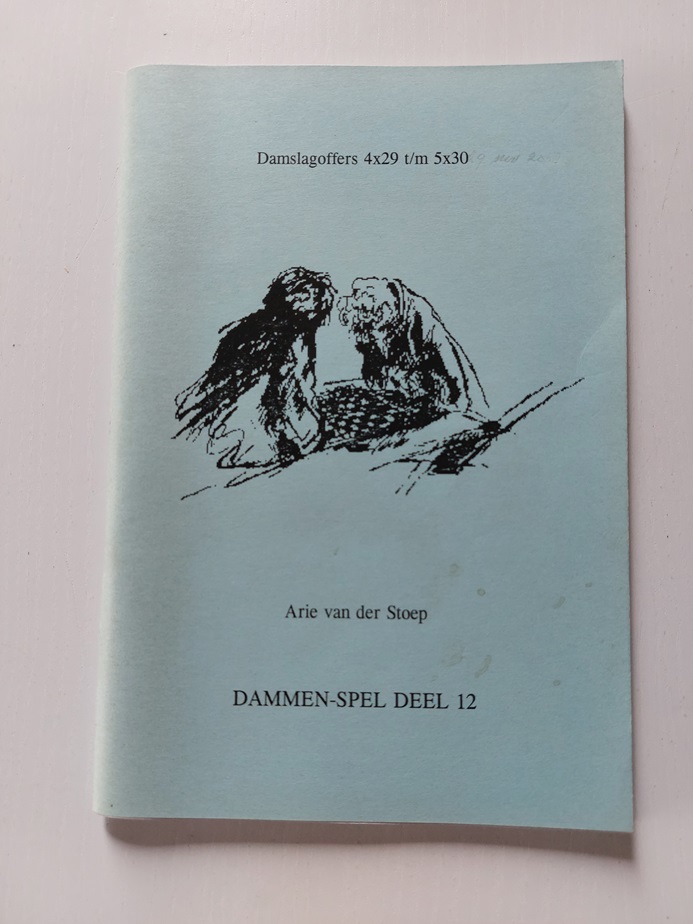 Damslagoffers 4x29 t/m 5x30
Arie van der Stoep
DAMMEN-SPEL DEEL 12